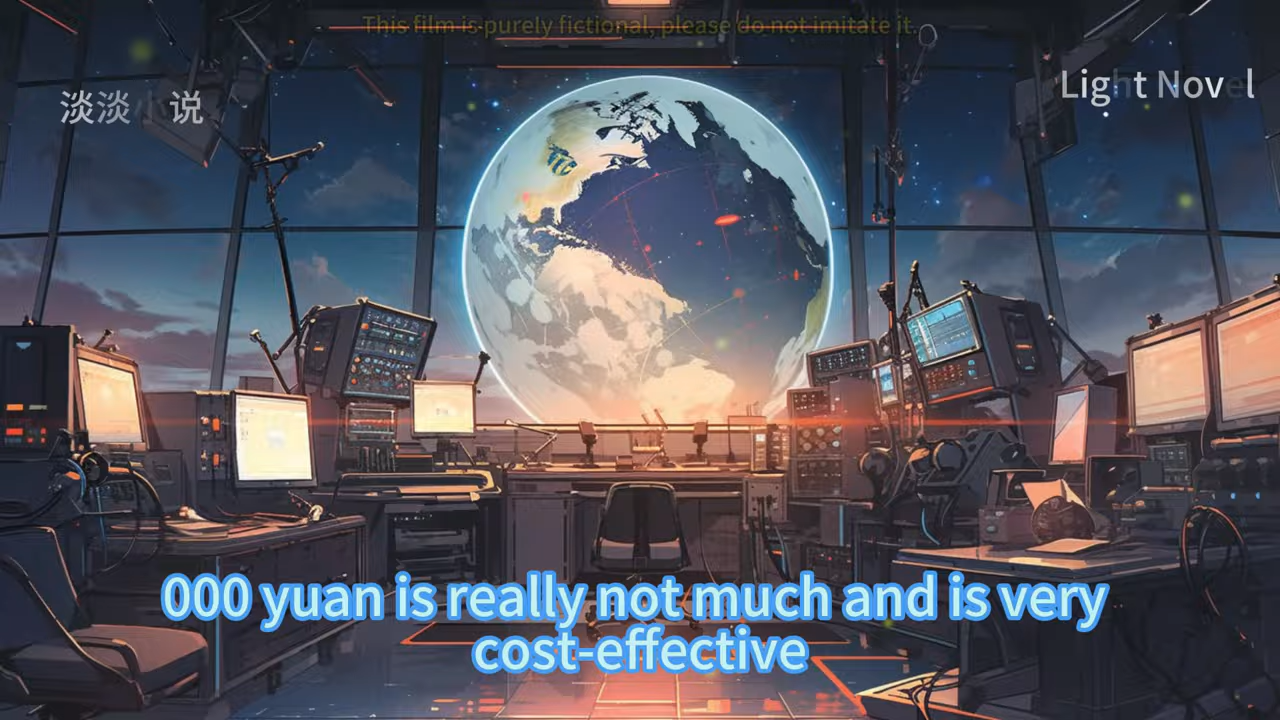 This film is purely fictional, please do not imitate it.
淡淡小说
Light Novel
000 yuan is really not much and is very
cost-effective